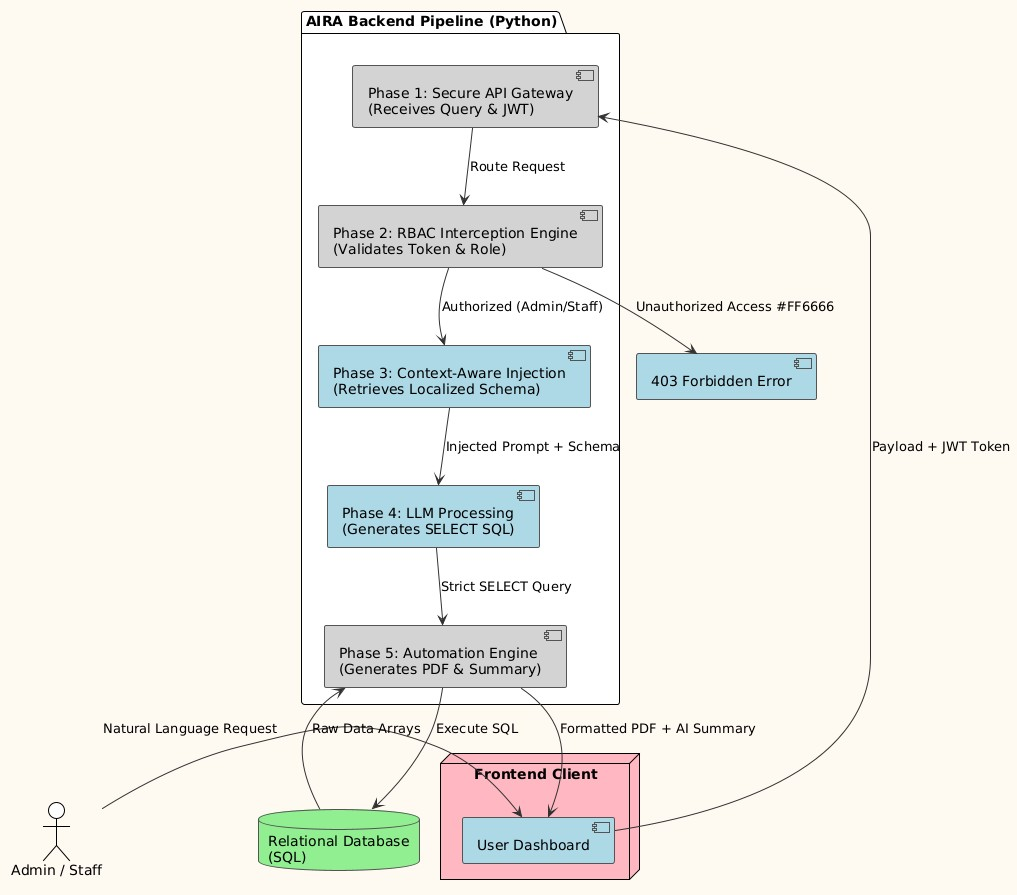 AIRA Backend Pipeline (Python)
Phase 1: Secure API Gateway
(Receives Query & JWT)
Route Request
Phase 2: RBAC Interception Engine
(Validates Token & Role)
Authorized (Admin/Staff)
Unauthorized Access #FF6666
Phase 3: Context-Aware Injection
(Retrieves Localized Schema)
403 Forbidden Error
Injected Prompt + Schema
Payload + JWT Token
Phase 4: LLM Processing
(Generates SELECT SQL)
Strict SELECT Query
Phase 5: Automation Engine
(Generates PDF & Summary)
Natural Language Request
Raw Data Arrays
Execute SQL
Formatted PDF + AI Summary
Frontend Client
User Dashboard
Relational Database
(SQL)
Admin / Staff